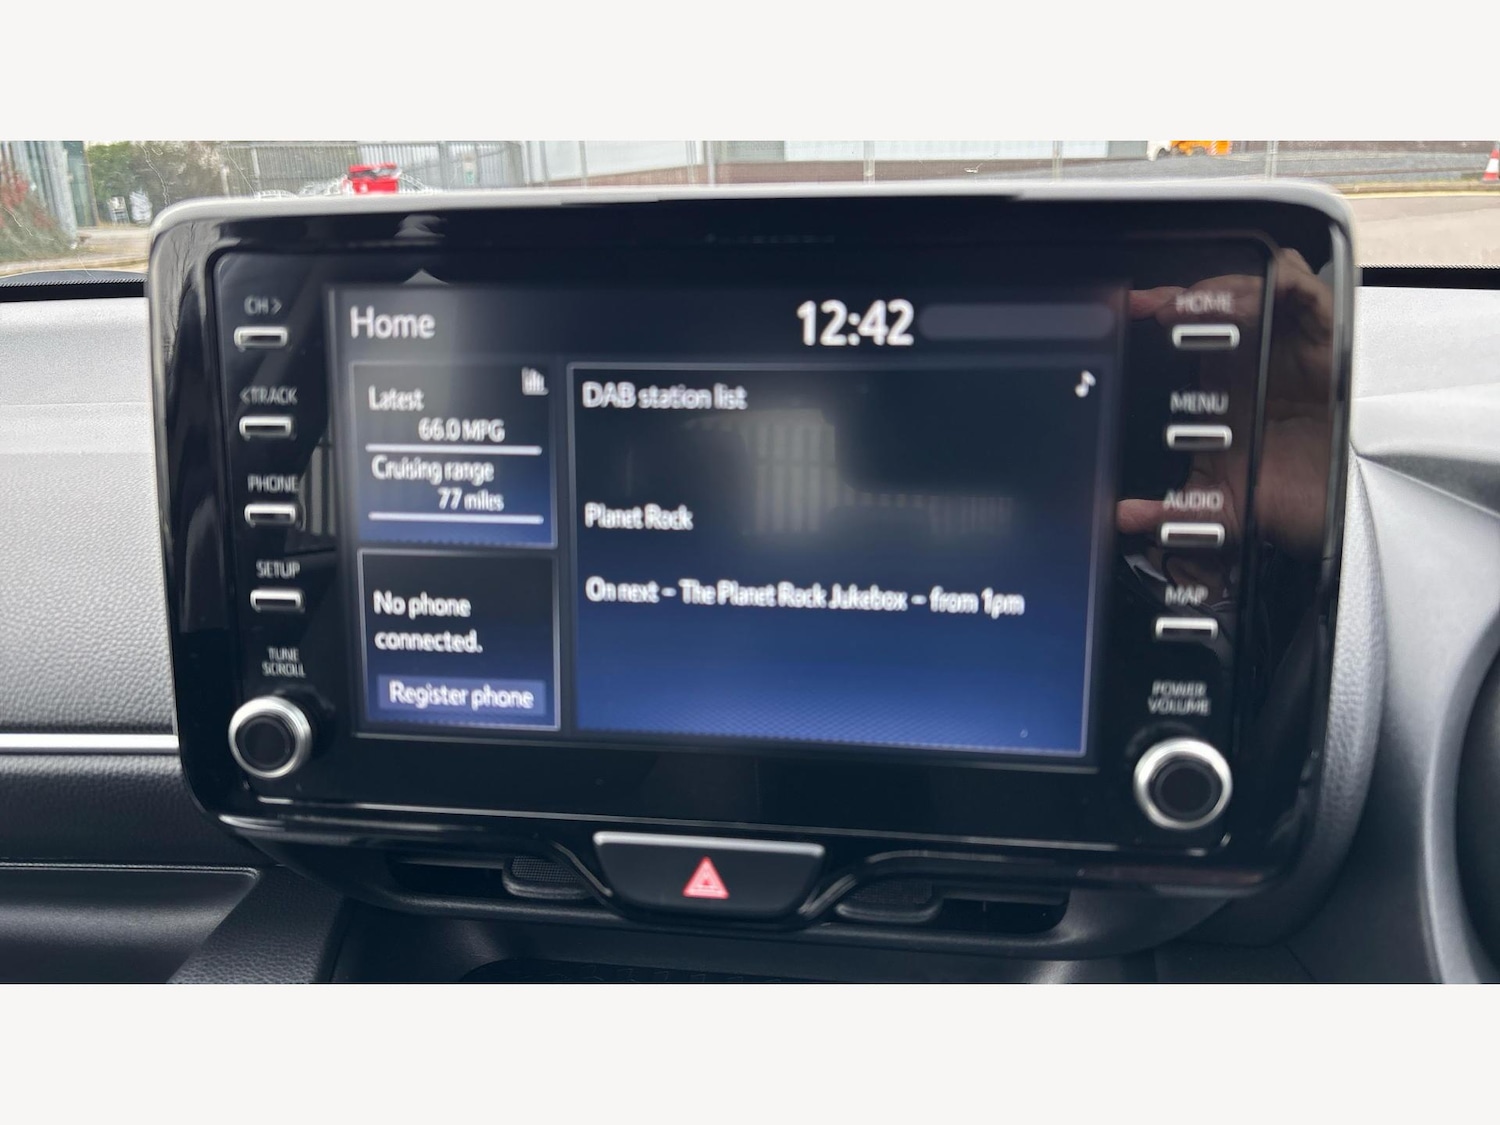 CH >
<TRACK
PHONE
SETUP
TUNE
SCROLL
Home
12:42
Latest
66.0 MPG
Cruising range
77 miles
No phone
connected.
Register phone
DAB station list
Planet Rock
On next – The Planet Rock Jukebox – from 1pm
HOME
MENU
AUDIO
MAP
POWER
VOLUME